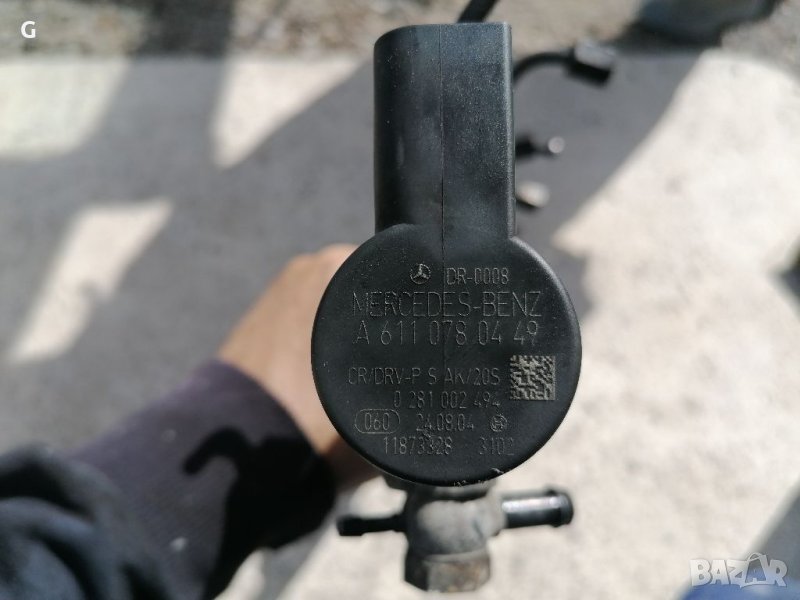 G
DR-0008
MERCEDES-BENZ
A 611 078 04 49
CR/DRV-P S AK/20S
0 281 002 494
060 24.08.04
11873328 3102
BAZAR